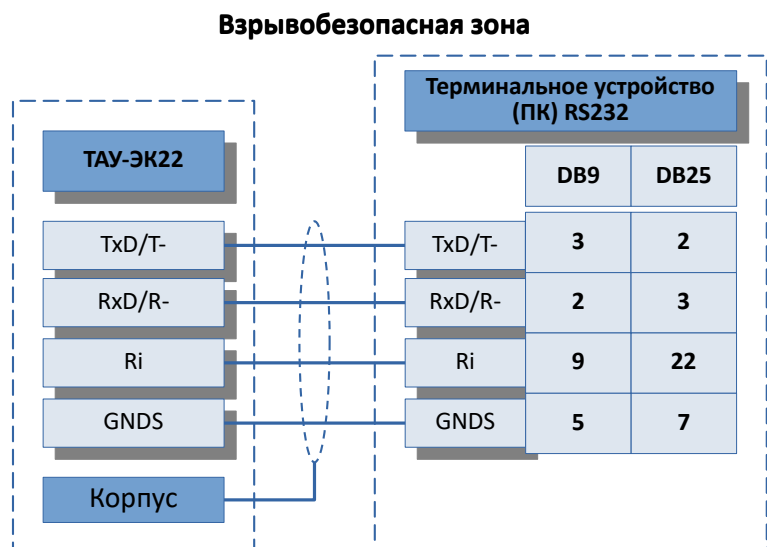 Взрывобезопасная зона
Терминальное устройство
(ПК) RS232
ТАУ-ЭК22
DB9 DB25
TxD/T- TxD/T- 3 2
RxD/R- RxD/R- 2 3
Ri Ri 9 22
GNDS GNDS 5 7
Корпус